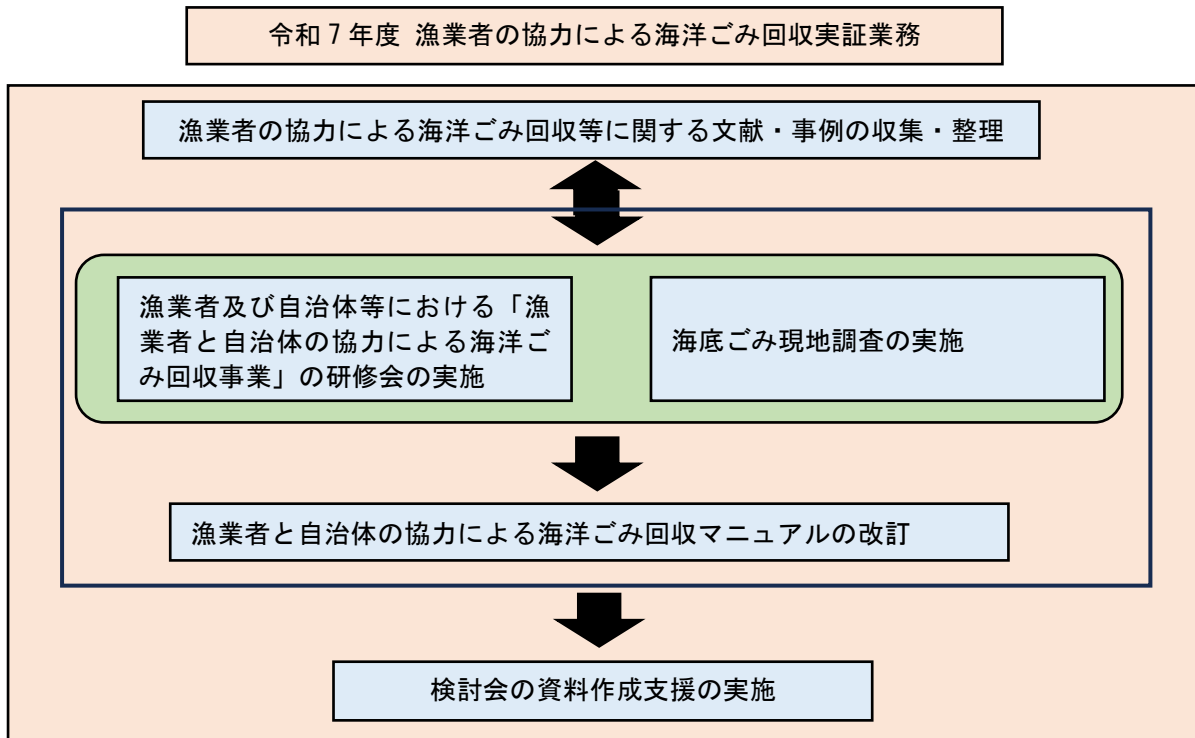 令和７年度 漁業者の協力による海洋ごみ回収実証業務
漁業者の協力による海洋ごみ回収等に関する文献・事例の収集・整理
漁業者及び自治体等における「漁
業者と自治体の協力による海洋ご
み回収事業」の研修会の実施
海底ごみ現地調査の実施
漁業者と自治体の協力による海洋ごみ回収マニュアルの改訂
検討会の資料作成支援の実施